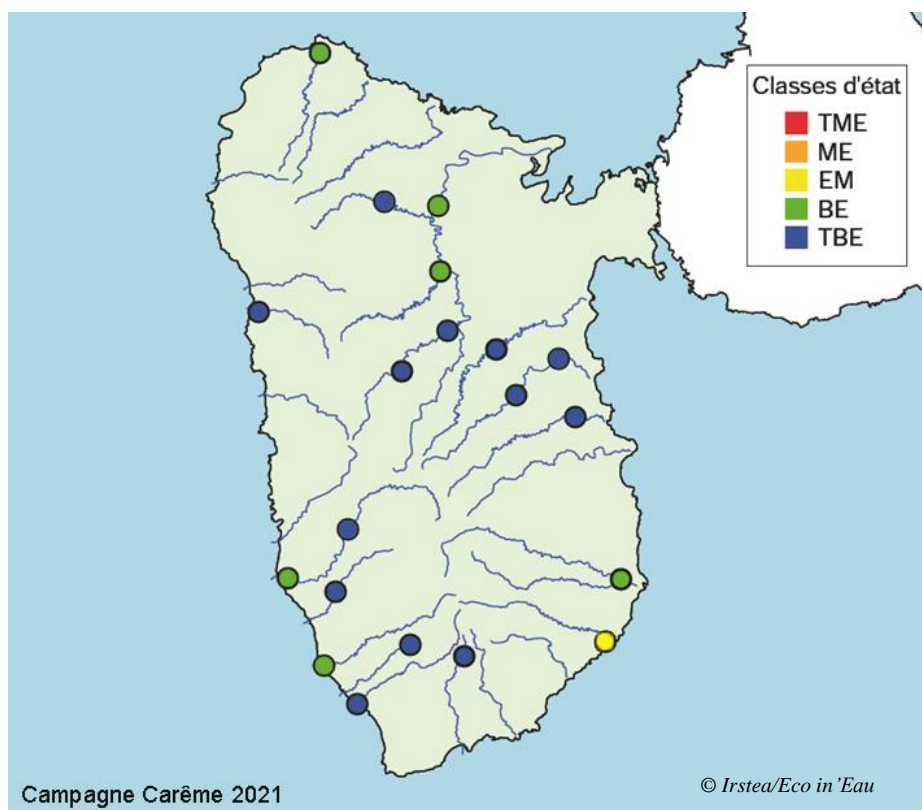 Classes d'état
TME
ME
EM
BE
TBE
Campagne Carême 2021
© Irstea/Eco in’Eau